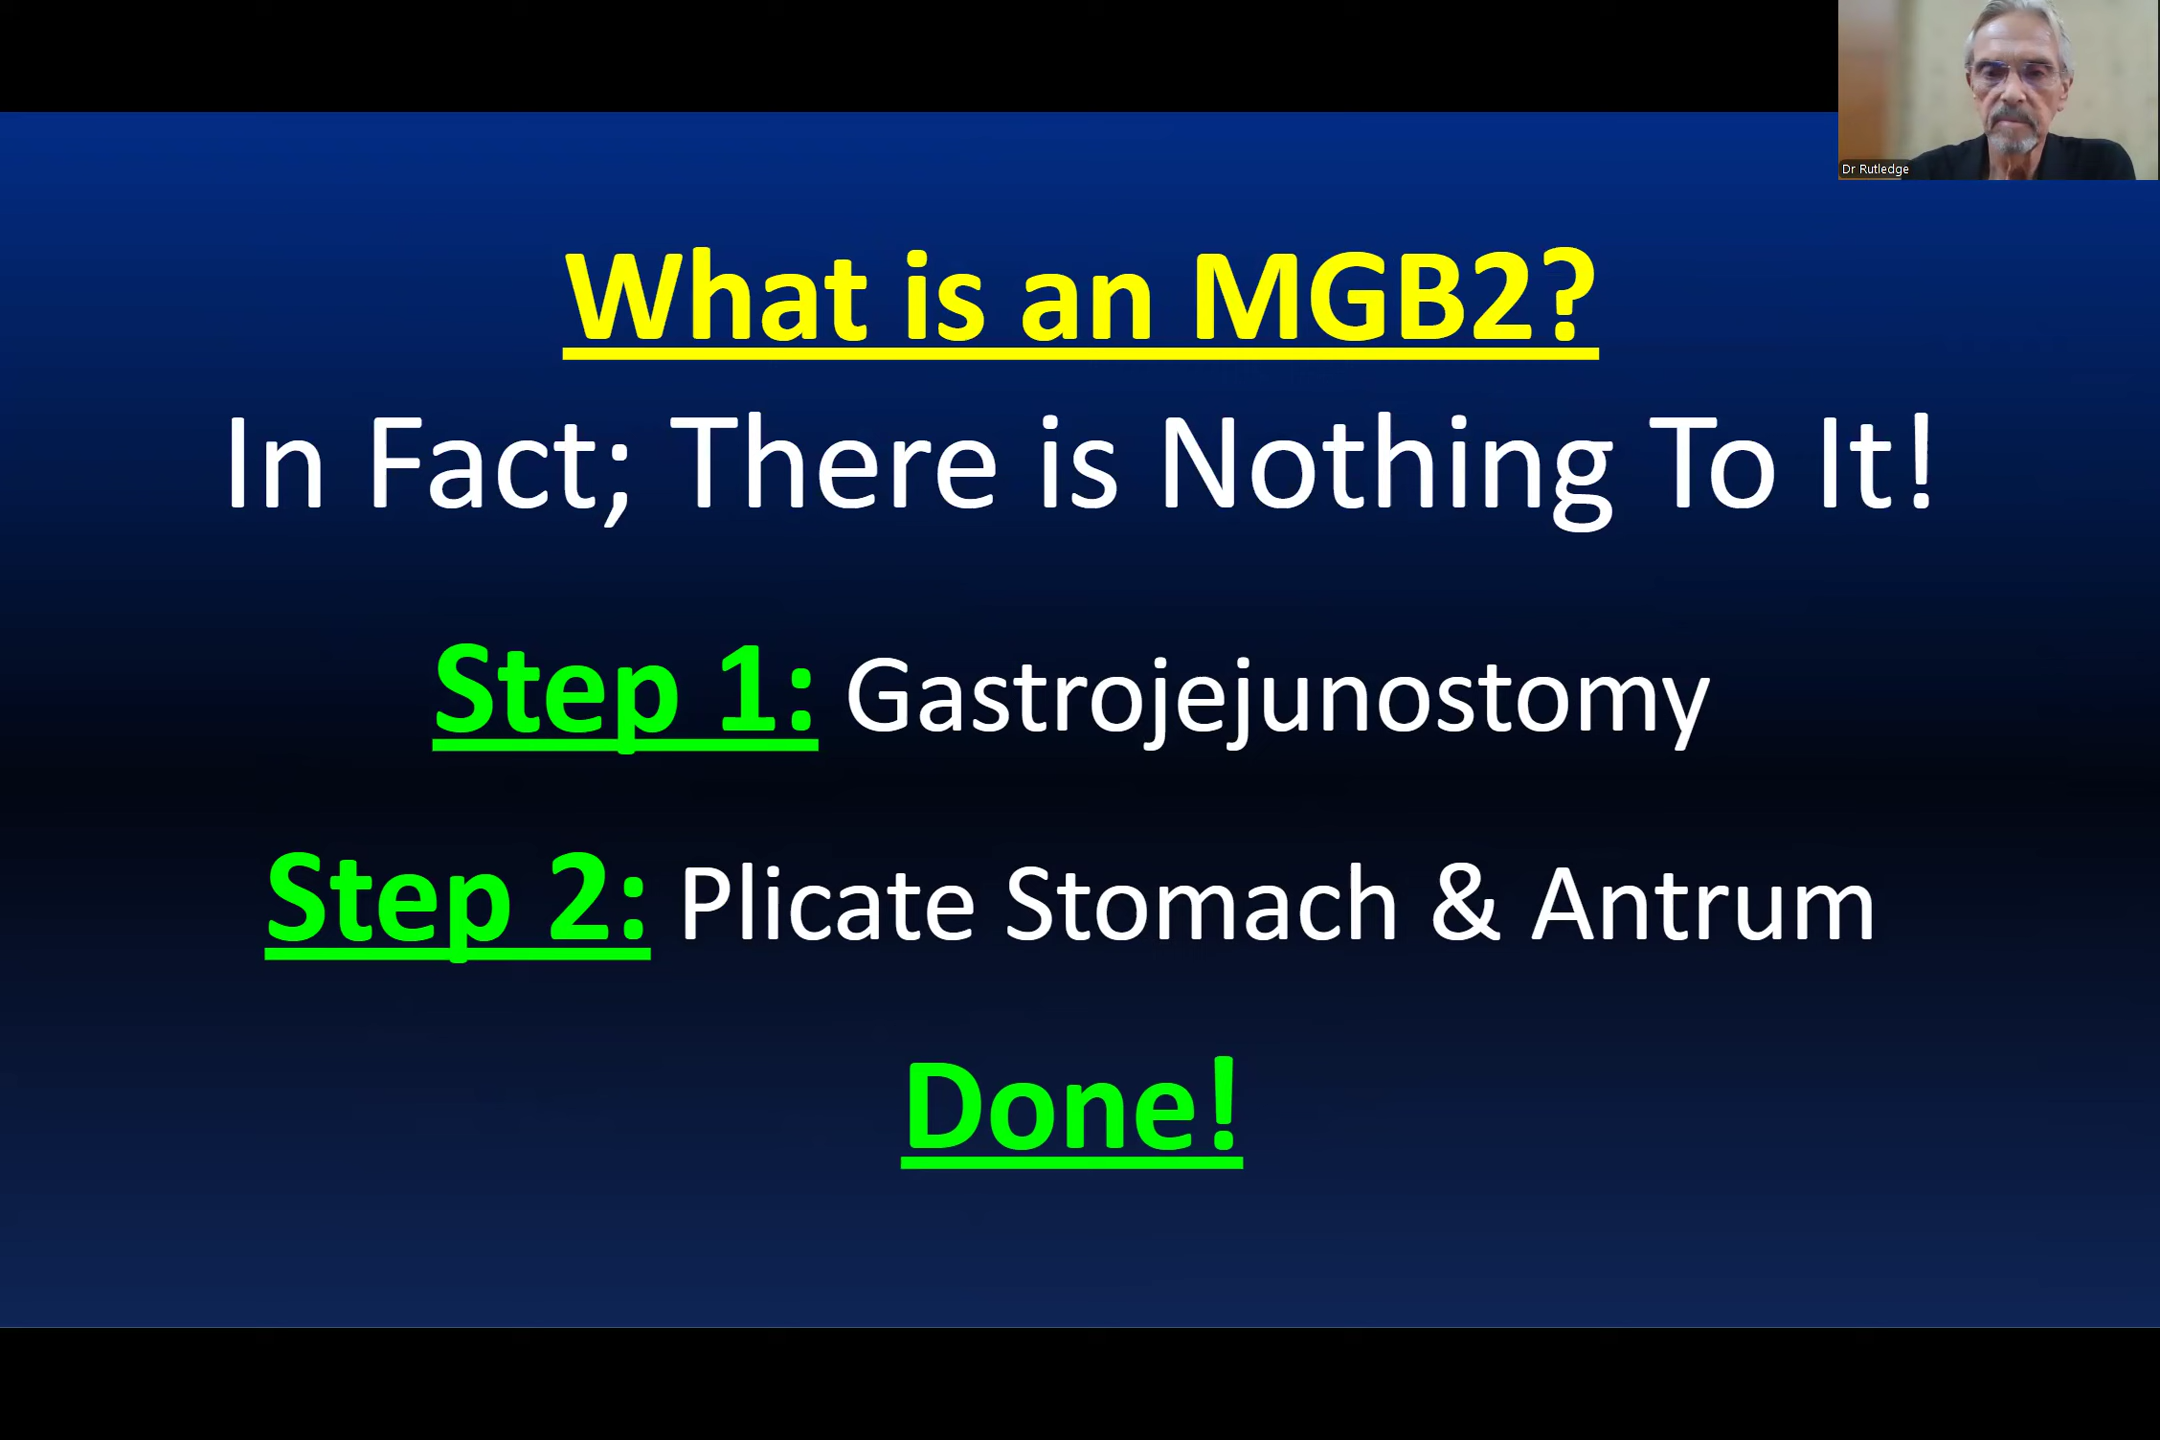 Dr Rutledge
What is an MGB2?
In Fact; There is Nothing To It!
Step 1: Gastrojejunostomy
Step 2: Plicate Stomach & Antrum
Done!